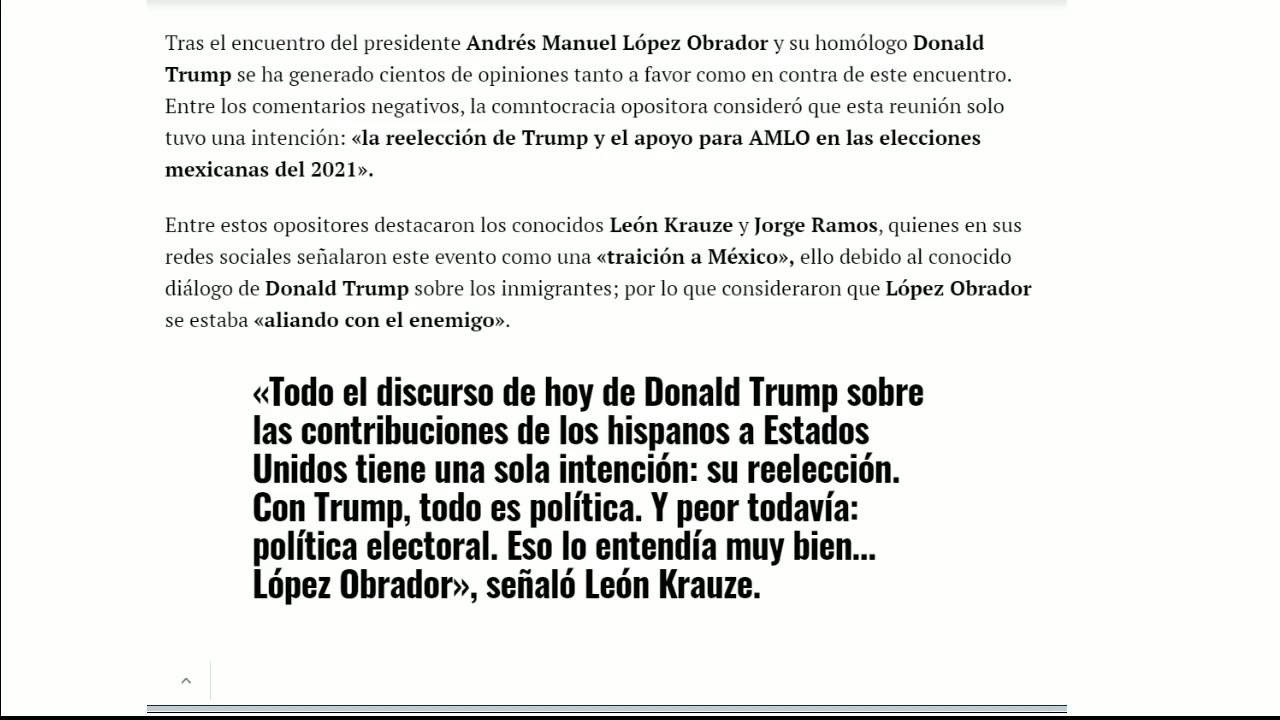 Tras el encuentro del presidente Andrés Manuel López Obrador y su homólogo Donald
Trump se ha generado cientos de opiniones tanto a favor como en contra de este encuentro.
Entre los comentarios negativos, la comntocracia opositora consideró que esta reunión solo
tuvo una intención: «la reelección de Trump y el apoyo para AMLO en las elecciones
mexicanas del 2021».
Entre estos opositores destacaron los conocidos León Krauze y Jorge Ramos, quienes en sus
redes sociales señalaron este evento como una «traición a México», ello debido al conocido
diálogo de Donald Trump sobre los inmigrantes; por lo que consideraron que López Obrador
se estaba «aliando con el enemigo».
«Todo el discurso de hoy de Donald Trump sobre
las contribuciones de los hispanos a Estados
Unidos tiene una sola intención: su reelección.
Con Trump, todo es política. Y peor todavía:
política electoral. Eso lo entendía muy bien...
López Obrador», señaló León Krauze.